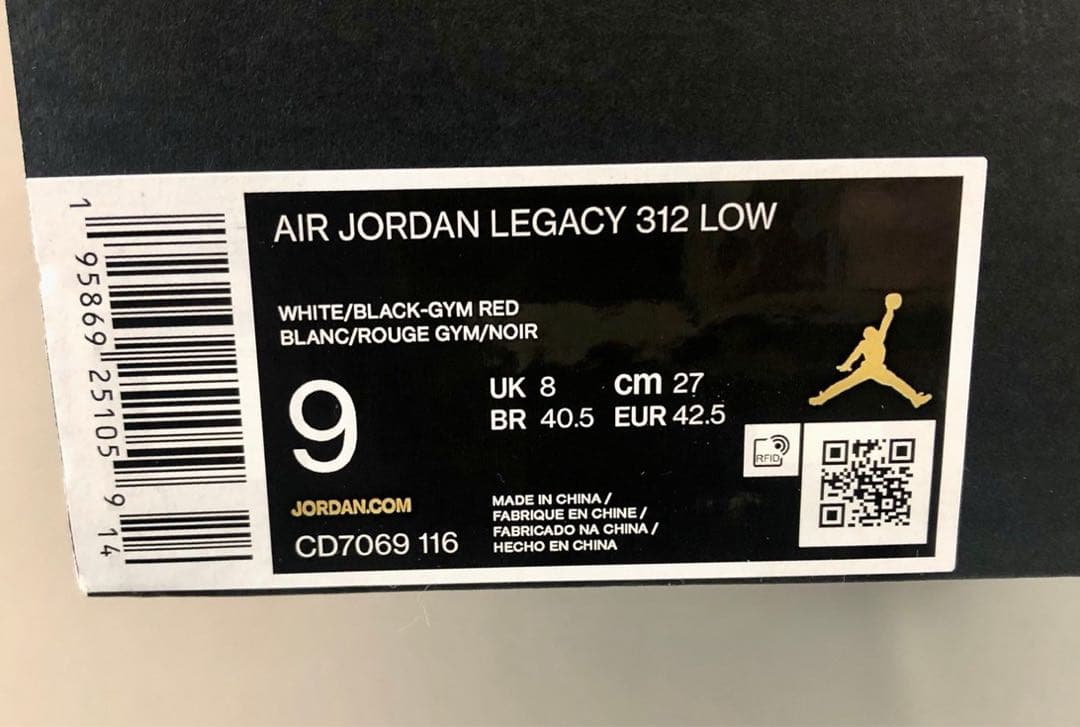 AIR JORDAN LEGACY 312 LOW
WHITE/BLACK-GYM RED
BLANC/ROUGE GYM/NOIR
9
UK 8 cm 27
BR 40.5 EUR 42.5
RFID
JORDAN.COM
CD7069 116
MADE IN CHINA /
FABRIQUE EN CHINE /
FABRICADO NA CHINA /
HECHO EN CHINA
1 95869 25105 9 14